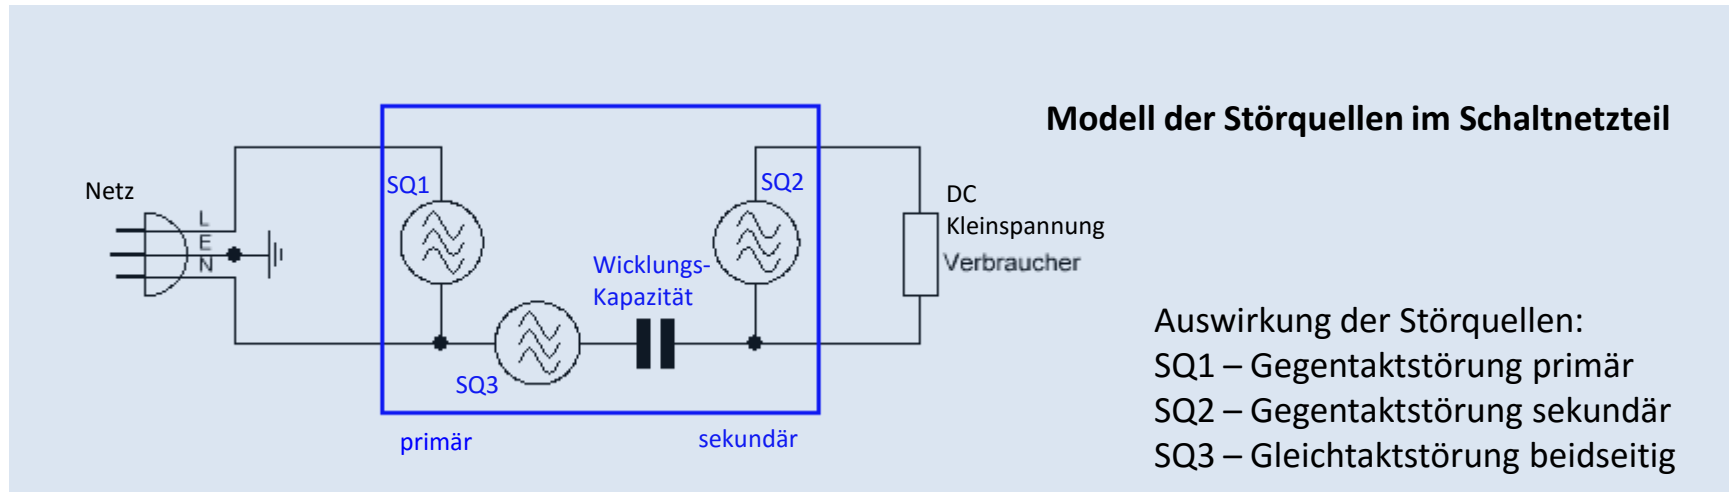 Modell der Störquellen im Schaltnetzteil
Netz
L
E
N
SQ1
SQ2
SQ3
Wicklungs-
Kapazität
DC
Kleinspannung
Verbraucher
primär
sekundär
Auswirkung der Störquellen:
SQ1 – Gegentaktstörung primär
SQ2 – Gegentaktstörung sekundär
SQ3 – Gleichtaktstörung beidseitig